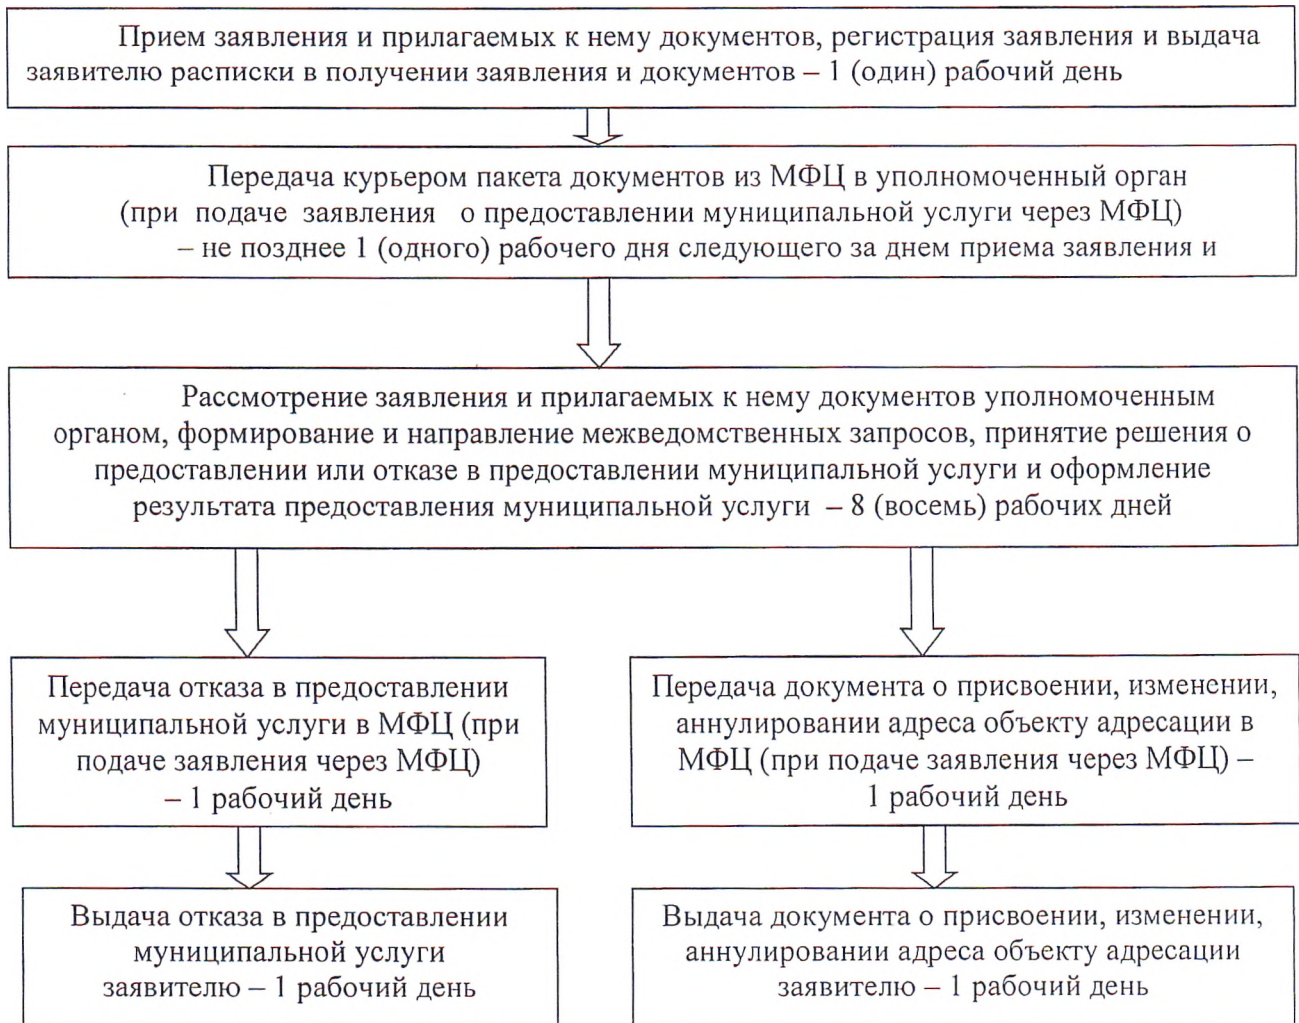 Прием заявления и прилагаемых к нему документов, регистрация заявления и выдача
заявителю расписки в получении заявления и документов – 1 (один) рабочий день
Передача курьером пакета документов из МФЦ в уполномоченный орган
(при подаче заявления о предоставлении муниципальной услуги через МФЦ)
– не позднее 1 (одного) рабочего дня следующего за днем приема заявления и
Рассмотрение заявления и прилагаемых к нему документов уполномоченным
органом, формирование и направление межведомственных запросов, принятие решения о
предоставлении или отказе в предоставлении муниципальной услуги и оформление
результата предоставления муниципальной услуги – 8 (восемь) рабочих дней
Передача отказа в предоставлении
муниципальной услуги в МФЦ (при
подаче заявления через МФЦ)
– 1 рабочий день
Передача документа о присвоении, изменении,
аннулировании адреса объекту адресации в
МФЦ (при подаче заявления через МФЦ) –
1 рабочий день
Выдача отказа в предоставлении
муниципальной услуги
заявителю – 1 рабочий день
Выдача документа о присвоении, изменении,
аннулировании адреса объекту адресации
заявителю – 1 рабочий день